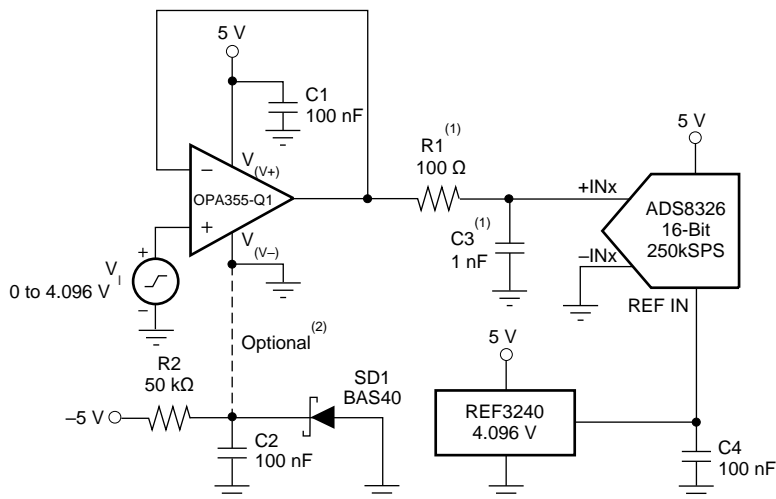 5 V
C1
100 nF
V(V+)
−
OPA355-Q1
+
V(V−)
+
VI
0 to 4.096 V
−
Optional(2)
R2
50 kΩ
−5 V
C2
100 nF
SD1
BAS40
R1(1)
100 Ω
C3(1)
1 nF
5 V
+INx
ADS8326
16-Bit
250kSPS
−INx
REF IN
5 V
REF3240
4.096 V
C4
100 nF